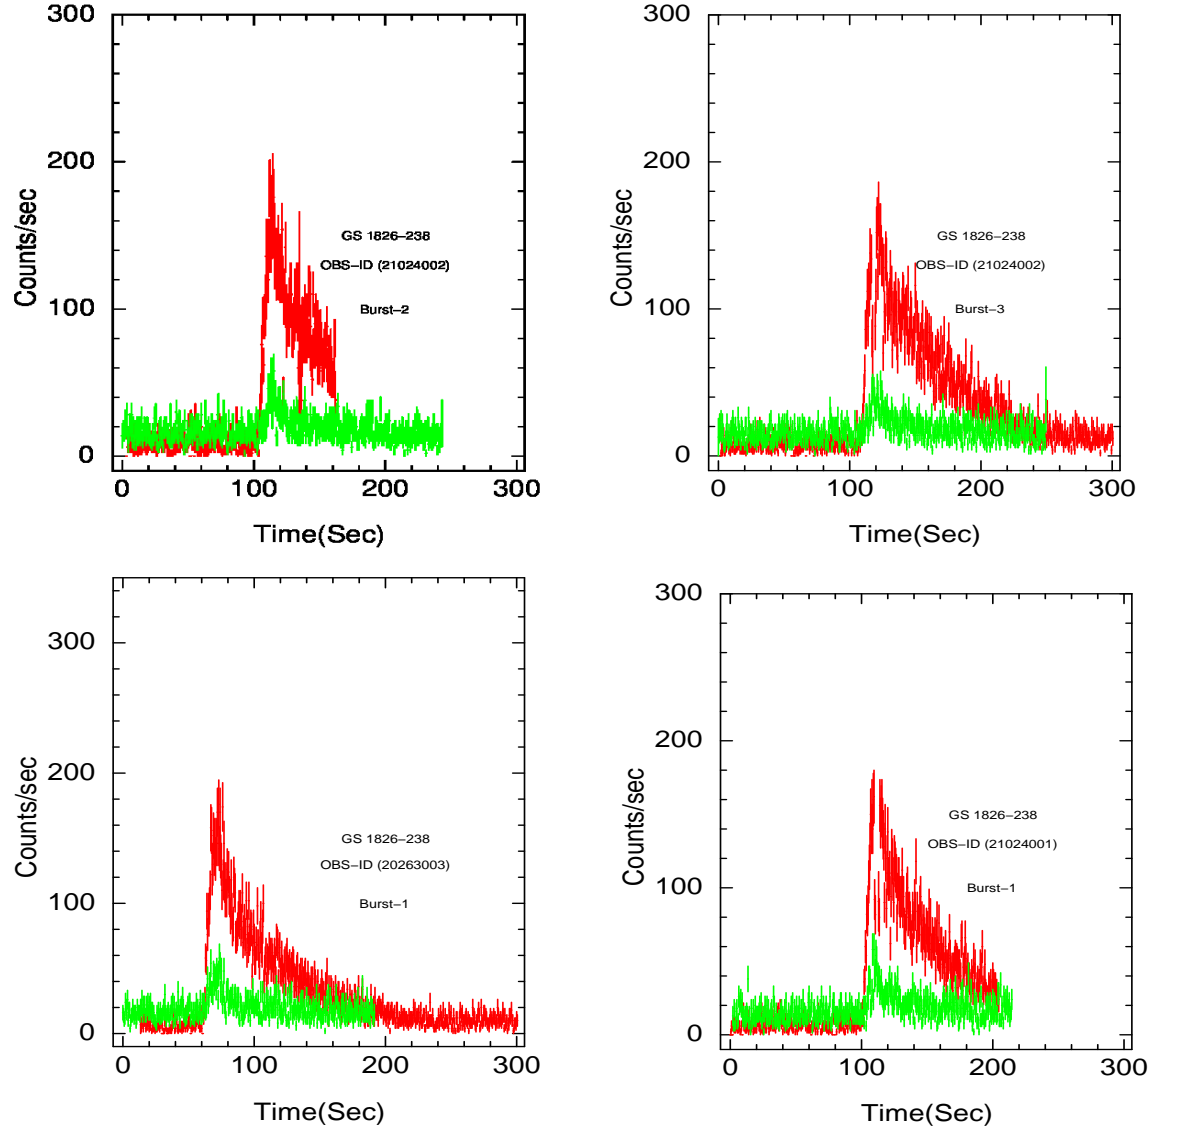 300
200
100
0
Counts/sec
GS 1826−238
OBS−ID (21024002)
Burst−2
0 100 200 300
Time(Sec)
300
200
100
0
Counts/sec
GS 1826−238
OBS−ID (21024002)
Burst−3
0 100 200 300
Time(Sec)
300
200
100
0
Counts/sec
GS 1826−238
OBS−ID (20263003)
Burst−1
0 100 200 300
Time(Sec)
300
200
100
0
Counts/sec
GS 1826−238
OBS−ID (21024001)
Burst−1
0 100 200 300
Time(Sec)